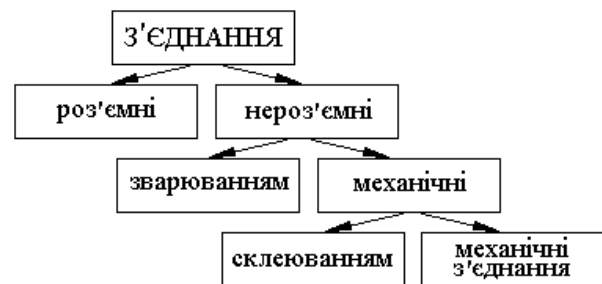 З'ЄДНАННЯ
роз'ємні
нероз'ємні
зварюванням
механічні
склеюванням
механічні
з'єднання